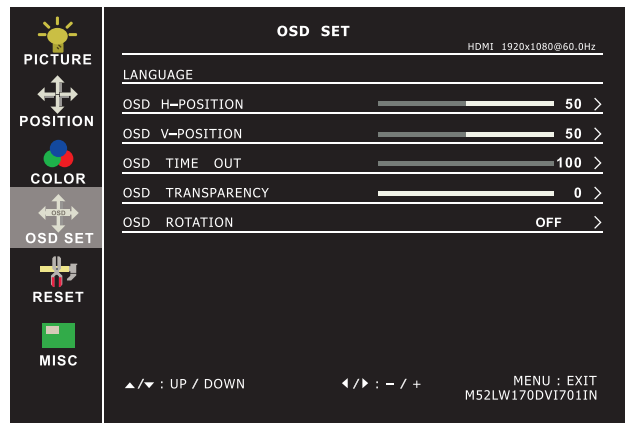 PICTURE
POSITION
COLOR
OSD
OSD SET
RESET
MISC
OSD SET
HDMI 1920x1080@60.0Hz
LANGUAGE
OSD H-POSITION 50 >
OSD V-POSITION 50 >
OSD TIME OUT 100 >
OSD TRANSPARENCY 0 >
OSD ROTATION OFF >
▲/▼ : UP / DOWN ◀/▶ : - / + MENU : EXIT
M52LW170DVI701IN